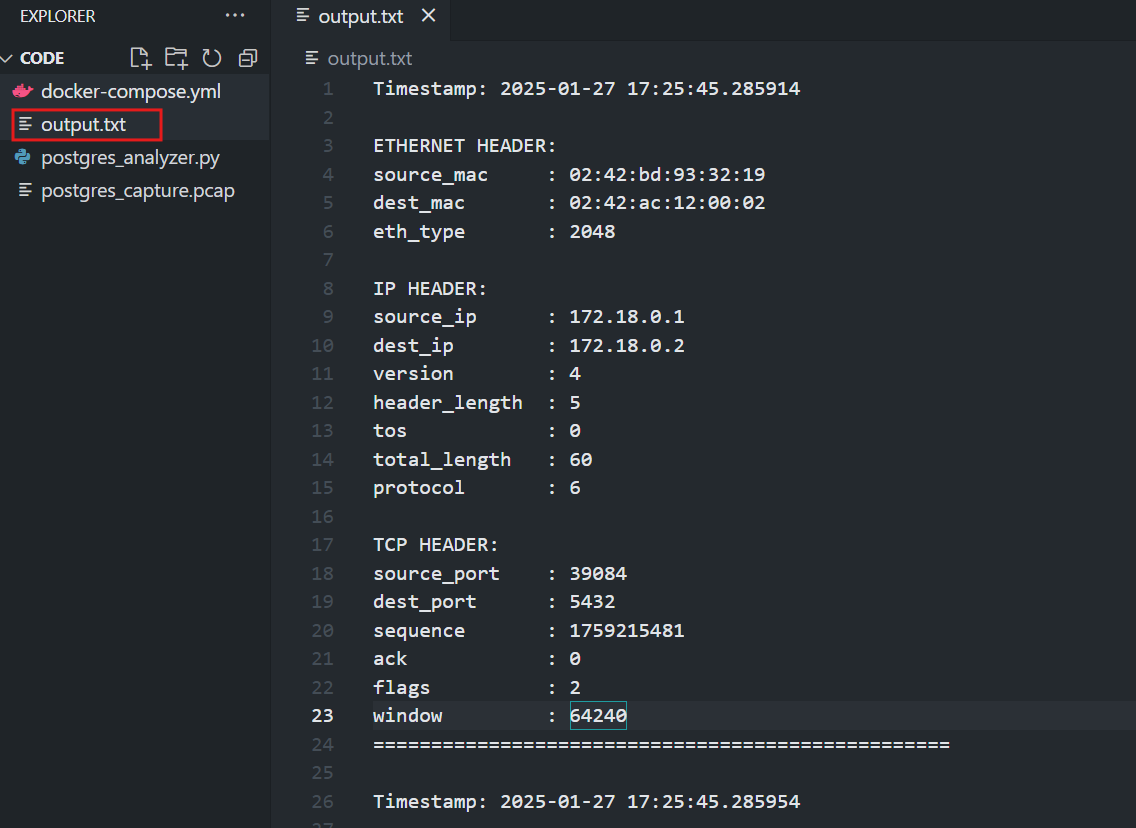 EXPLORER
CODE
docker-compose.yml
output.txt
postgres_analyzer.py
postgres_capture.pcap
output.txt
output.txt
1 Timestamp: 2025-01-27 17:25:45.285914
2
3 ETHERNET HEADER:
4 source_mac : 02:42:bd:93:32:19
5 dest_mac : 02:42:ac:12:00:02
6 eth_type : 2048
7
8 IP HEADER:
9 source_ip : 172.18.0.1
10 dest_ip : 172.18.0.2
11 version : 4
12 header_length : 5
13 tos : 0
14 total_length : 60
15 protocol : 6
16
17 TCP HEADER:
18 source_port : 39084
19 dest_port : 5432
20 sequence : 1759215481
21 ack : 0
22 flags : 2
23 window : 64240
24 ==================================================
25
26 Timestamp: 2025-01-27 17:25:45.285954